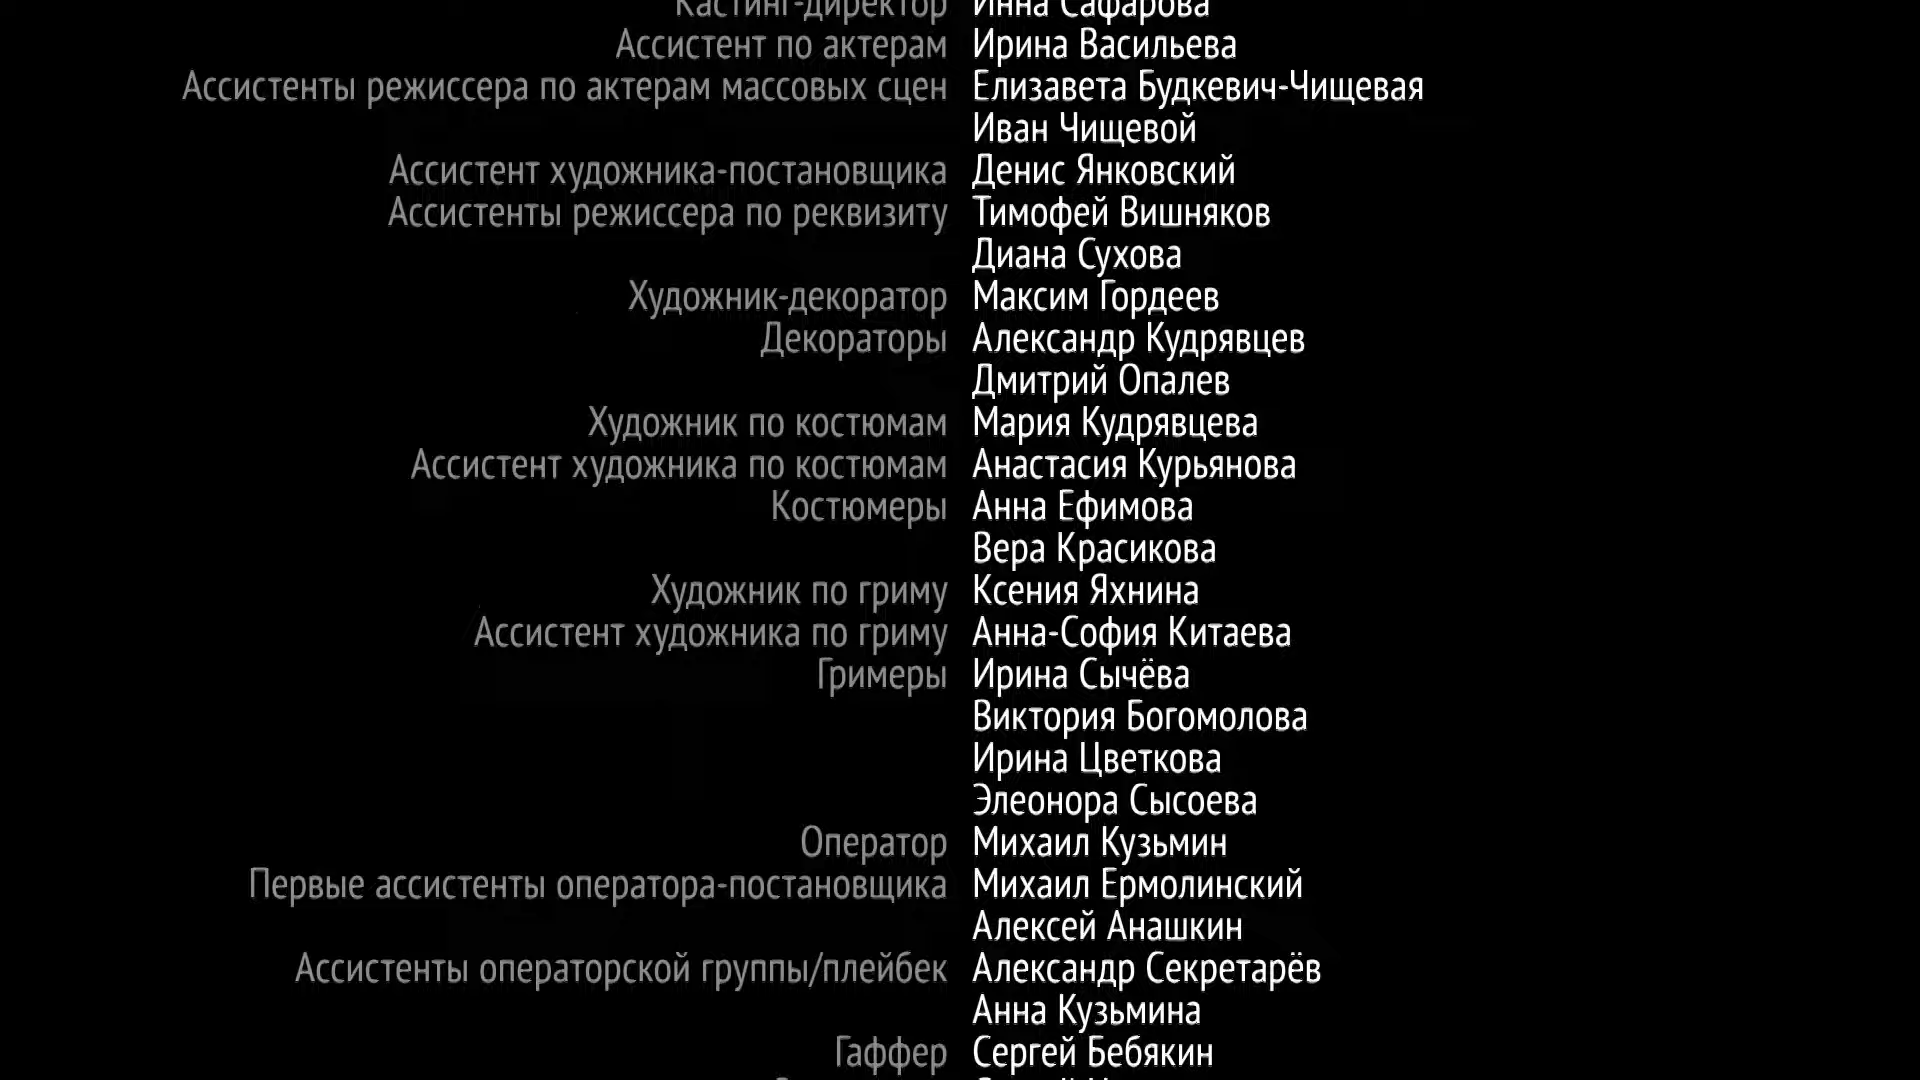 Кастинг-директор Инна Сафарова
Ассистент по актерам Ирина Васильева
Ассистенты режиссера по актерам массовых сцен Елизавета Будкевич-Чищевая
Иван Чищевой
Ассистент художника-постановщика Денис Янковский
Ассистенты режиссера по реквизиту Тимофей Вишняков
Диана Сухова
Художник-декоратор Максим Гордеев
Декораторы Александр Кудрявцев
Дмитрий Опалев
Художник по костюмам Мария Кудрявцева
Ассистент художника по костюмам Анастасия Курьянова
Костюмеры Анна Ефимова
Вера Красикова
Художник по гриму Ксения Яхнина
Ассистент художника по гриму Анна-София Китаева
Гримеры Ирина Сычёва
Виктория Богомолова
Ирина Цветкова
Элеонора Сысоева
Оператор Михаил Кузьмин
Первые ассистенты оператора-постановщика Михаил Ермолинский
Алексей Анашкин
Ассистенты операторской группы/плейбек Александр Секретарёв
Анна Кузьмина
Гаффер Сергей Бебякин